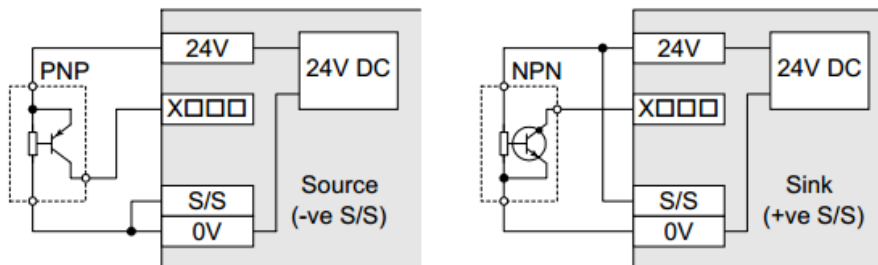 PNP
24V
24V DC
X□□□
S/S
0V
Source
(-ve S/S)
NPN
24V
24V DC
X□□□
S/S
0V
Sink
(+ve S/S)